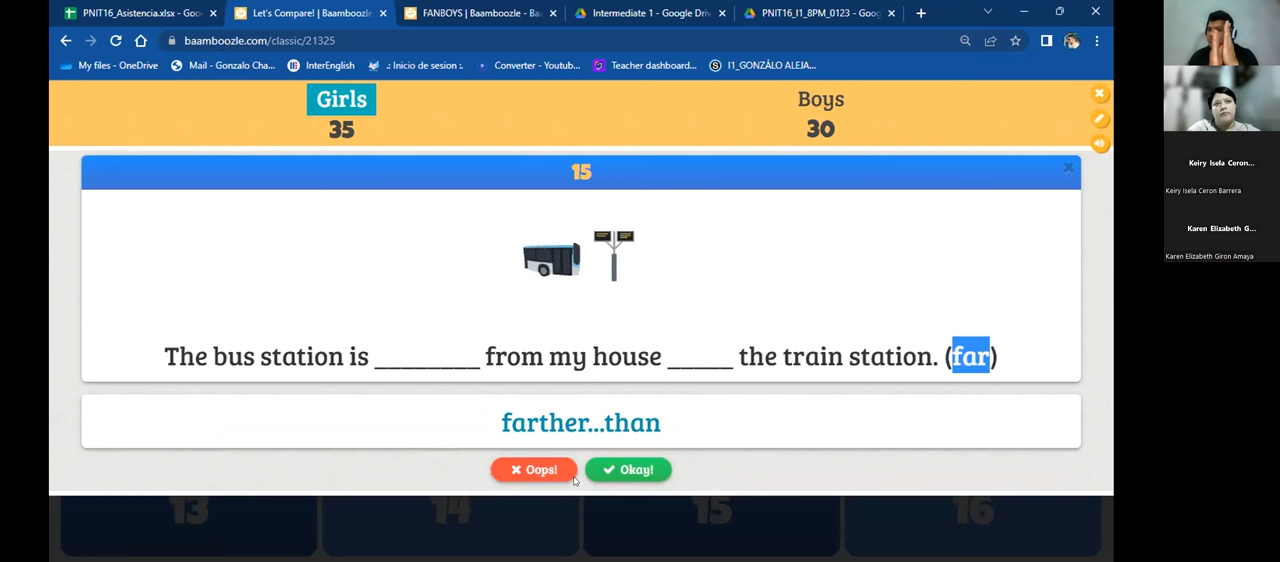 PNIT16_Asistencia.xlsx - Goo
Let's Compare! | Baamboozle
FANBOYS | Baamboozle - Ba
Intermediate 1 - Google Driv
PNIT16_I1_8PM_0123 - Goog
baamboozle.com/classic/21325
My files - OneDrive
Mail - Gonzalo Cha...
InterEnglish
.: Inicio de sesion :.
Converter - Youtub...
Teacher dashboard...
I1_GONZÁLO ALEJA...
Girls
35
Boys
30
15
The bus station is ________ from my house _____ the train station. (far)
farther...than
Oops!
Okay!
13
14
15
16
Keiry Isela Ceron...
Keiry Isela Ceron Barrera
Karen Elizabeth G...
Karen Elizabeth Giron Amaya